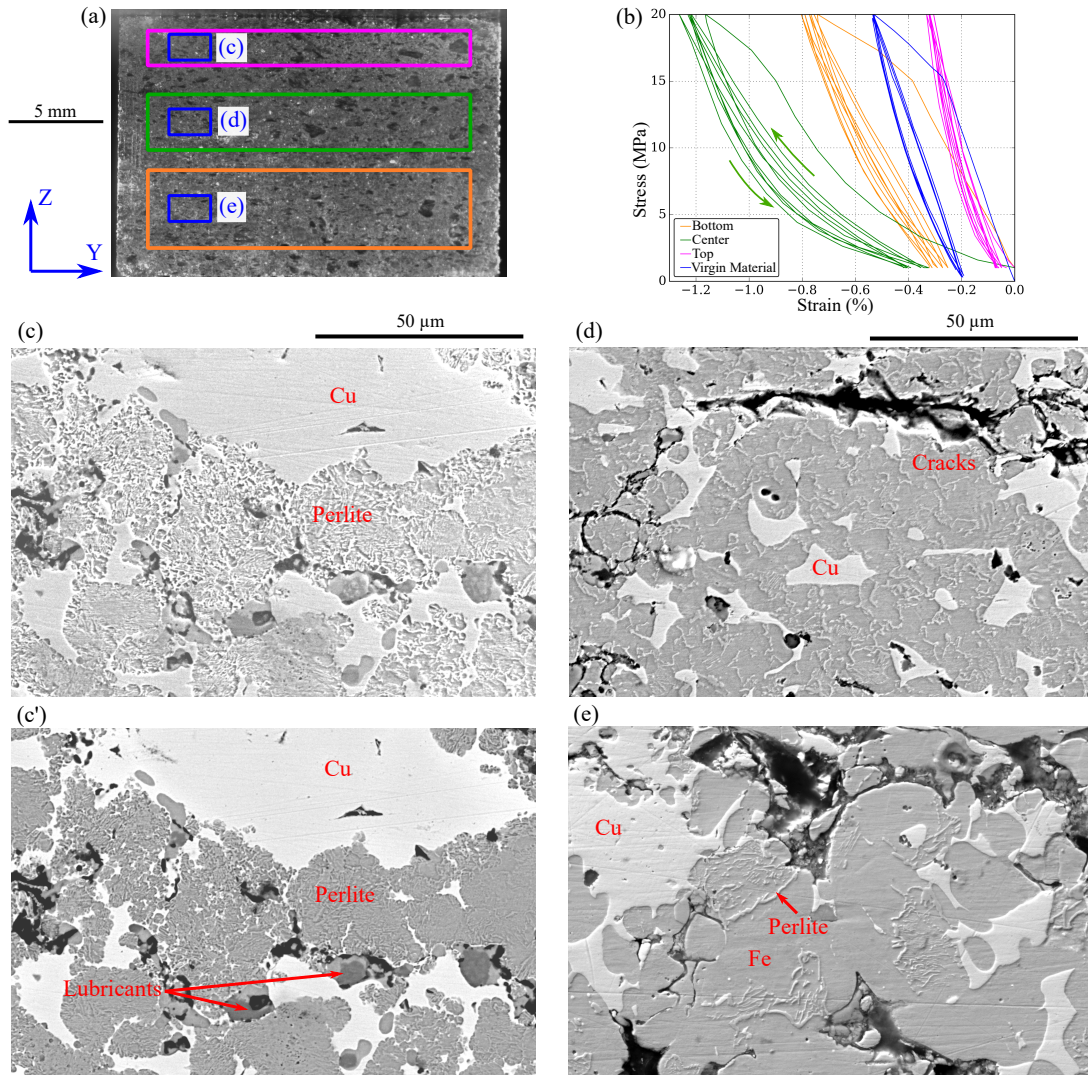 (a)
(c)
(d)
(e)
5 mm
Z
Y
(b)
Stress (MPa)
20
15
10
5
0
Bottom
Center
Top
Virgin Material
−1.2 −1.0 −0.8 −0.6 −0.4 −0.2 0.0
Strain (%)
(c)
50 µm
Cu
Perlite
(d)
50 µm
Cracks
Cu
(c')
Cu
Perlite
Lubricants
(e)
Cu
Perlite
Fe